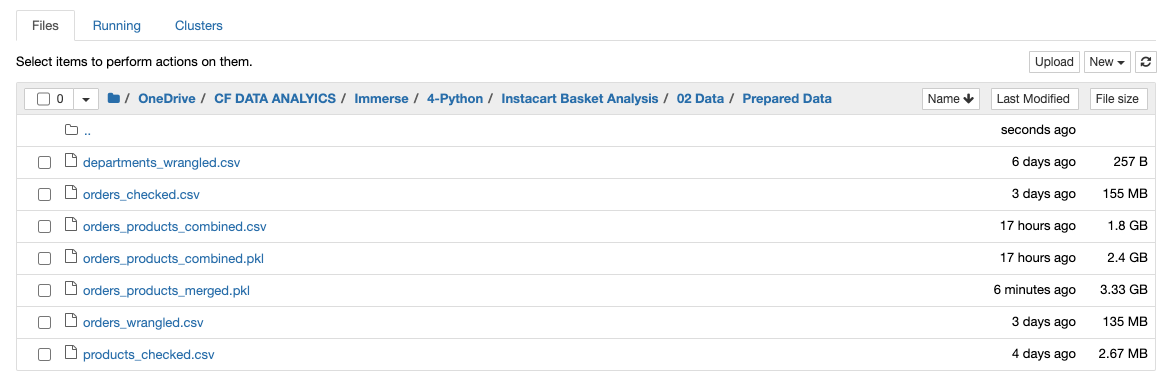 Files Running Clusters
Select items to perform actions on them. Upload New
0 / OneDrive / CF DATA ANALYICS / Immerse / 4-Python / Instacart Basket Analysis / 02 Data / Prepared Data Name Last Modified File size
.. seconds ago
departments_wrangled.csv 6 days ago 257 B
orders_checked.csv 3 days ago 155 MB
orders_products_combined.csv 17 hours ago 1.8 GB
orders_products_combined.pkl 17 hours ago 2.4 GB
orders_products_merged.pkl 6 minutes ago 3.33 GB
orders_wrangled.csv 3 days ago 135 MB
products_checked.csv 4 days ago 2.67 MB